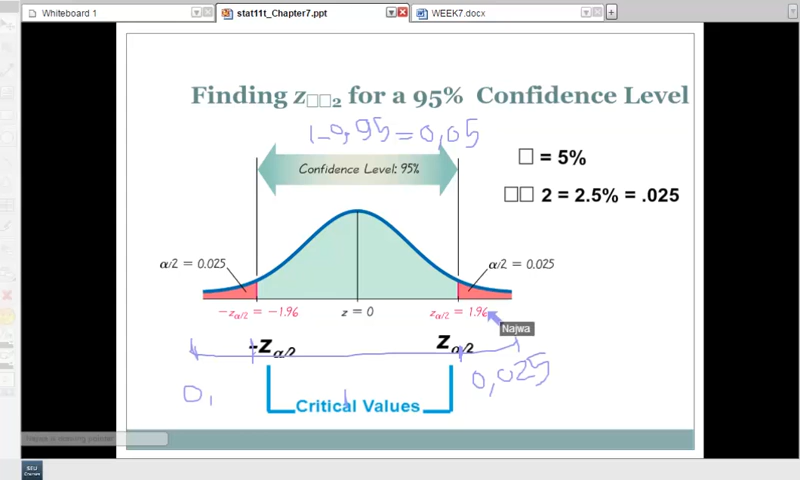 Whiteboard 1
stat11t_Chapter7.ppt
WEEK7.docx
Finding z□□2 for a 95% Confidence Level
1-0,95=0,05
Confidence Level: 95%
□ = 5%
□□ 2 = 2.5% = .025
α/2 = 0.025
α/2 = 0.025
-zα/2 = -1.96
z = 0
zα/2 = 1.96
Najwa
-Zα/2
Zα/2
0,
0,025
Critical Values
SEU